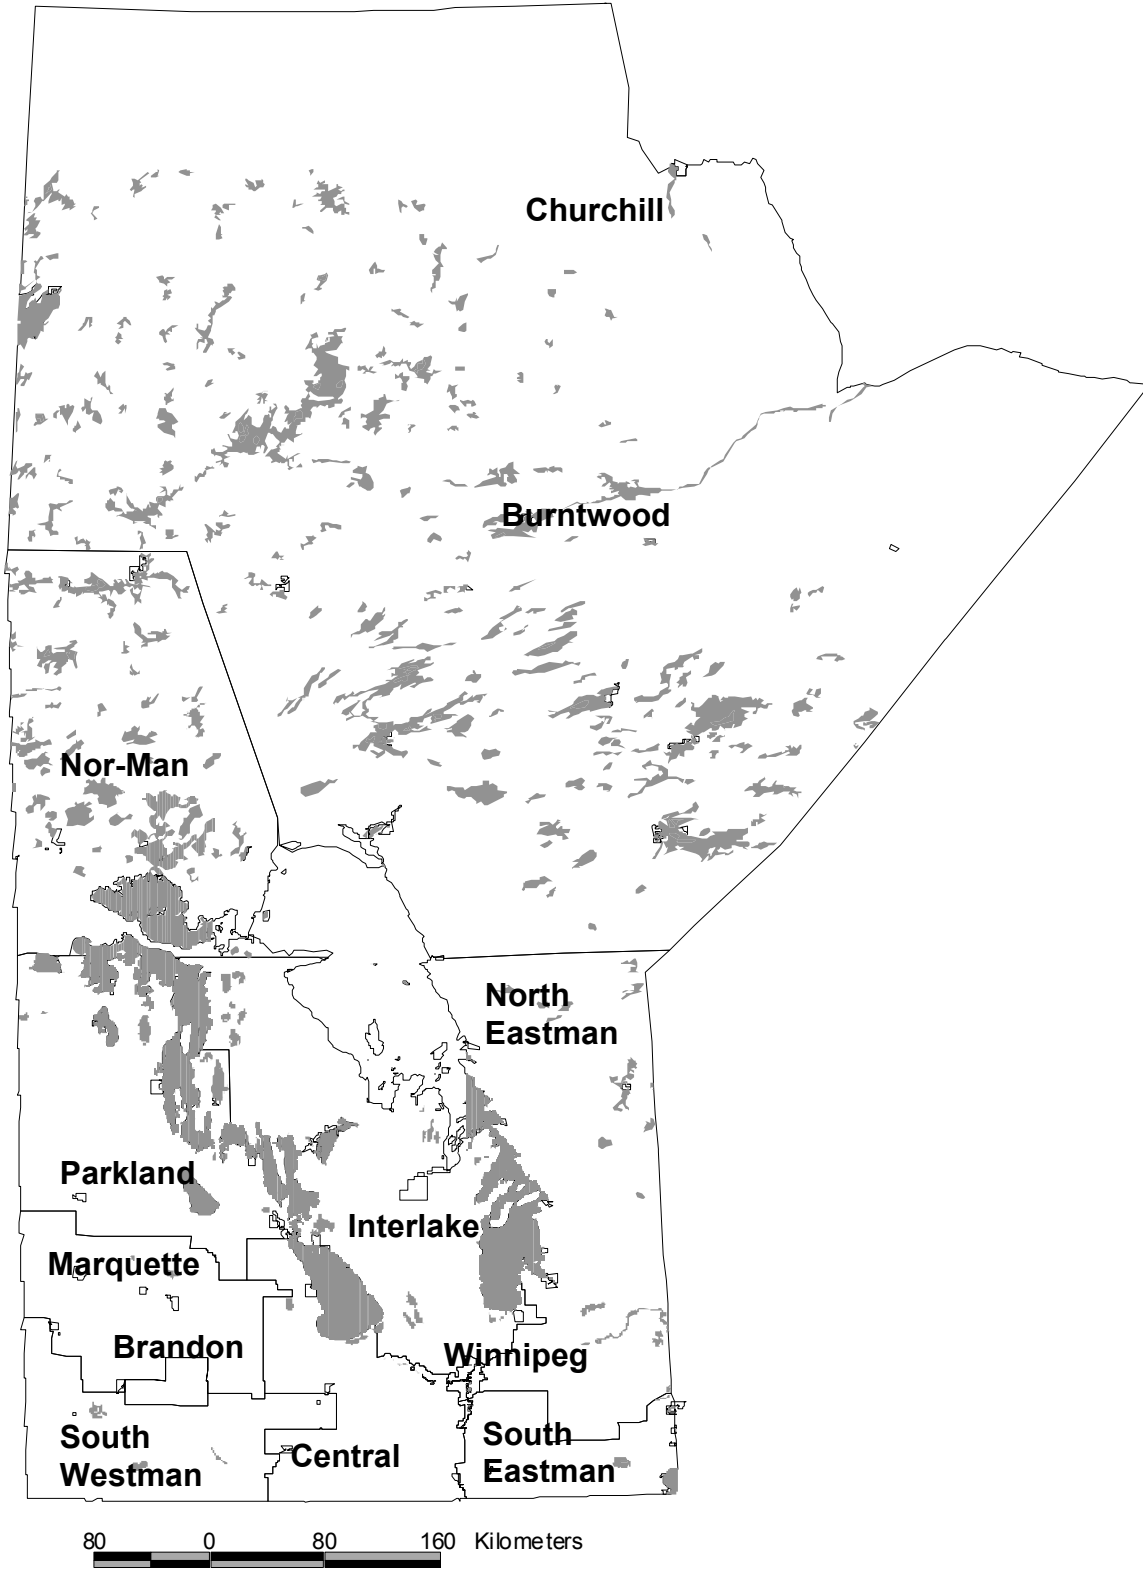 Churchill
Burntwood
Nor-Man
North
Eastman
Parkland
Interlake
Marquette
Brandon
Winnipeg
South
Westman
Central
South
Eastman
80 0 80 160 Kilometers